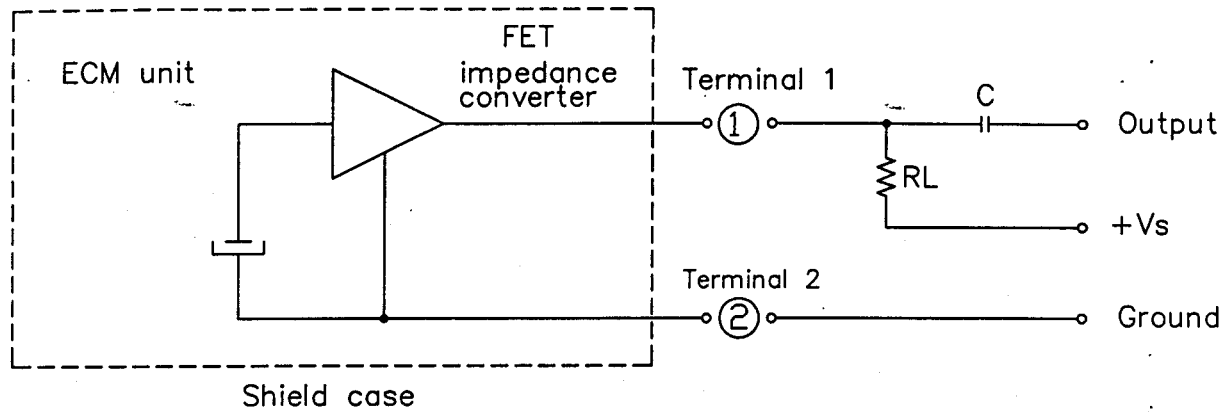 FET
ECM unit
impedance
converter
Terminal 1
1
C
Output
RL
+Vs
Terminal 2
2
Ground
Shield case